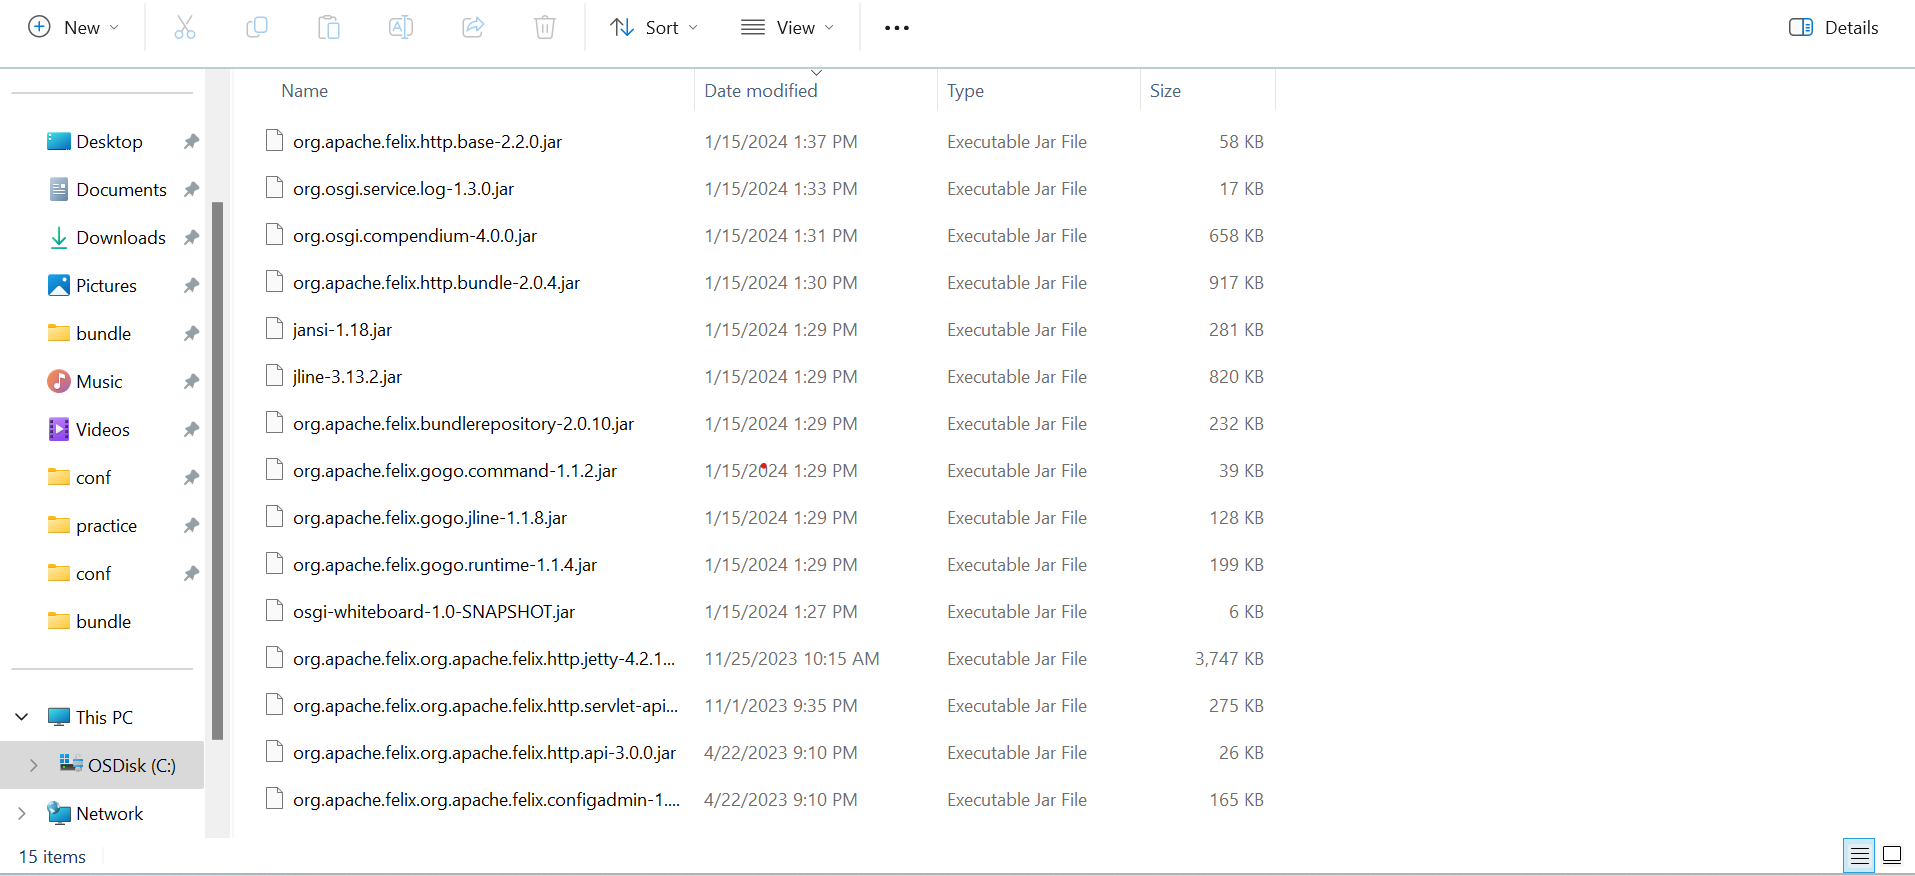 New Sort View Details
Name Date modified Type Size
Desktop
Documents
Downloads
Pictures
bundle
Music
Videos
conf
practice
conf
bundle
This PC
OSDisk (C:)
Network
org.apache.felix.http.base-2.2.0.jar 1/15/2024 1:37 PM Executable Jar File 58 KB
org.osgi.service.log-1.3.0.jar 1/15/2024 1:33 PM Executable Jar File 17 KB
org.osgi.compendium-4.0.0.jar 1/15/2024 1:31 PM Executable Jar File 658 KB
org.apache.felix.http.bundle-2.0.4.jar 1/15/2024 1:30 PM Executable Jar File 917 KB
jansi-1.18.jar 1/15/2024 1:29 PM Executable Jar File 281 KB
jline-3.13.2.jar 1/15/2024 1:29 PM Executable Jar File 820 KB
org.apache.felix.bundlerepository-2.0.10.jar 1/15/2024 1:29 PM Executable Jar File 232 KB
org.apache.felix.gogo.command-1.1.2.jar 1/15/2024 1:29 PM Executable Jar File 39 KB
org.apache.felix.gogo.jline-1.1.8.jar 1/15/2024 1:29 PM Executable Jar File 128 KB
org.apache.felix.gogo.runtime-1.1.4.jar 1/15/2024 1:29 PM Executable Jar File 199 KB
osgi-whiteboard-1.0-SNAPSHOT.jar 1/15/2024 1:27 PM Executable Jar File 6 KB
org.apache.felix.org.apache.felix.http.jetty-4.2.1... 11/25/2023 10:15 AM Executable Jar File 3,747 KB
org.apache.felix.org.apache.felix.http.servlet-api... 11/1/2023 9:35 PM Executable Jar File 275 KB
org.apache.felix.org.apache.felix.http.api-3.0.0.jar 4/22/2023 9:10 PM Executable Jar File 26 KB
org.apache.felix.org.apache.felix.configadmin-1.... 4/22/2023 9:10 PM Executable Jar File 165 KB
15 items